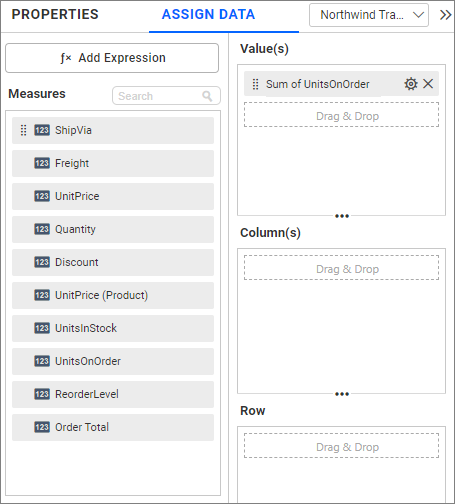 PROPERTIES
ASSIGN DATA
Northwind Tra...
ƒx Add Expression
Measures
Search
123 ShipVia
123 Freight
123 UnitPrice
123 Quantity
123 Discount
123 UnitPrice (Product)
123 UnitsInStock
123 UnitsOnOrder
123 ReorderLevel
123 Order Total
Value(s)
Sum of UnitsOnOrder
Drag & Drop
Column(s)
Drag & Drop
Row
Drag & Drop